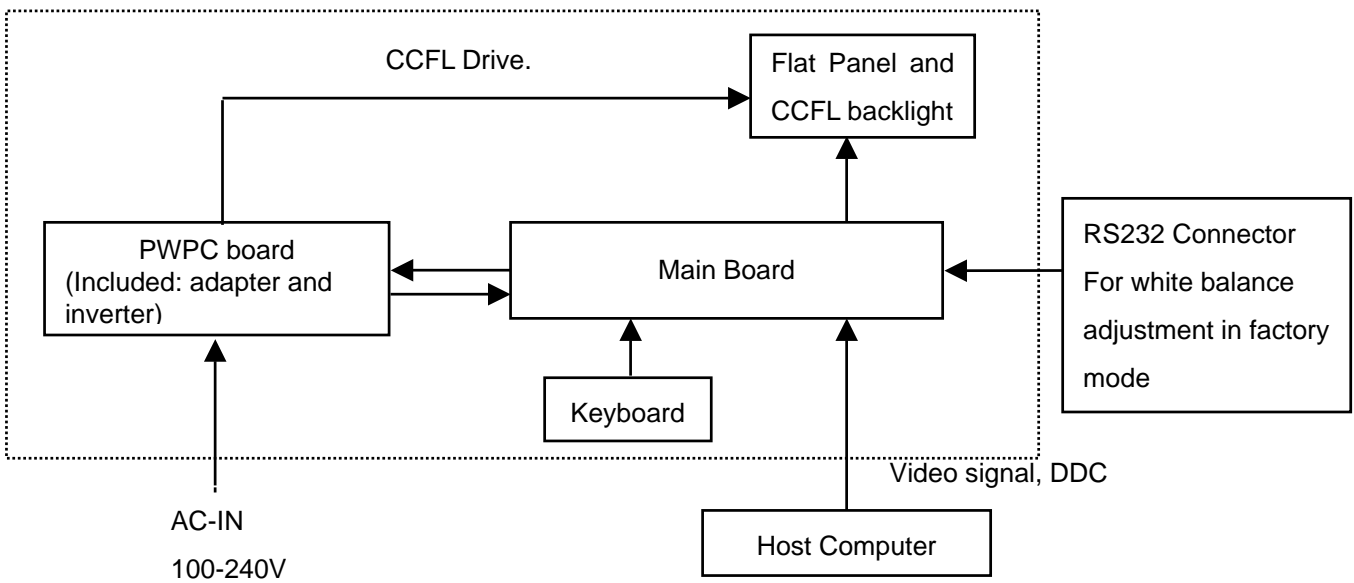 CCFL Drive.
Flat Panel and
CCFL backlight
PWPC board
(Included: adapter and
inverter)
Main Board
RS232 Connector
For white balance
adjustment in factory
mode
Keyboard
Video signal, DDC
AC-IN
100-240V
Host Computer